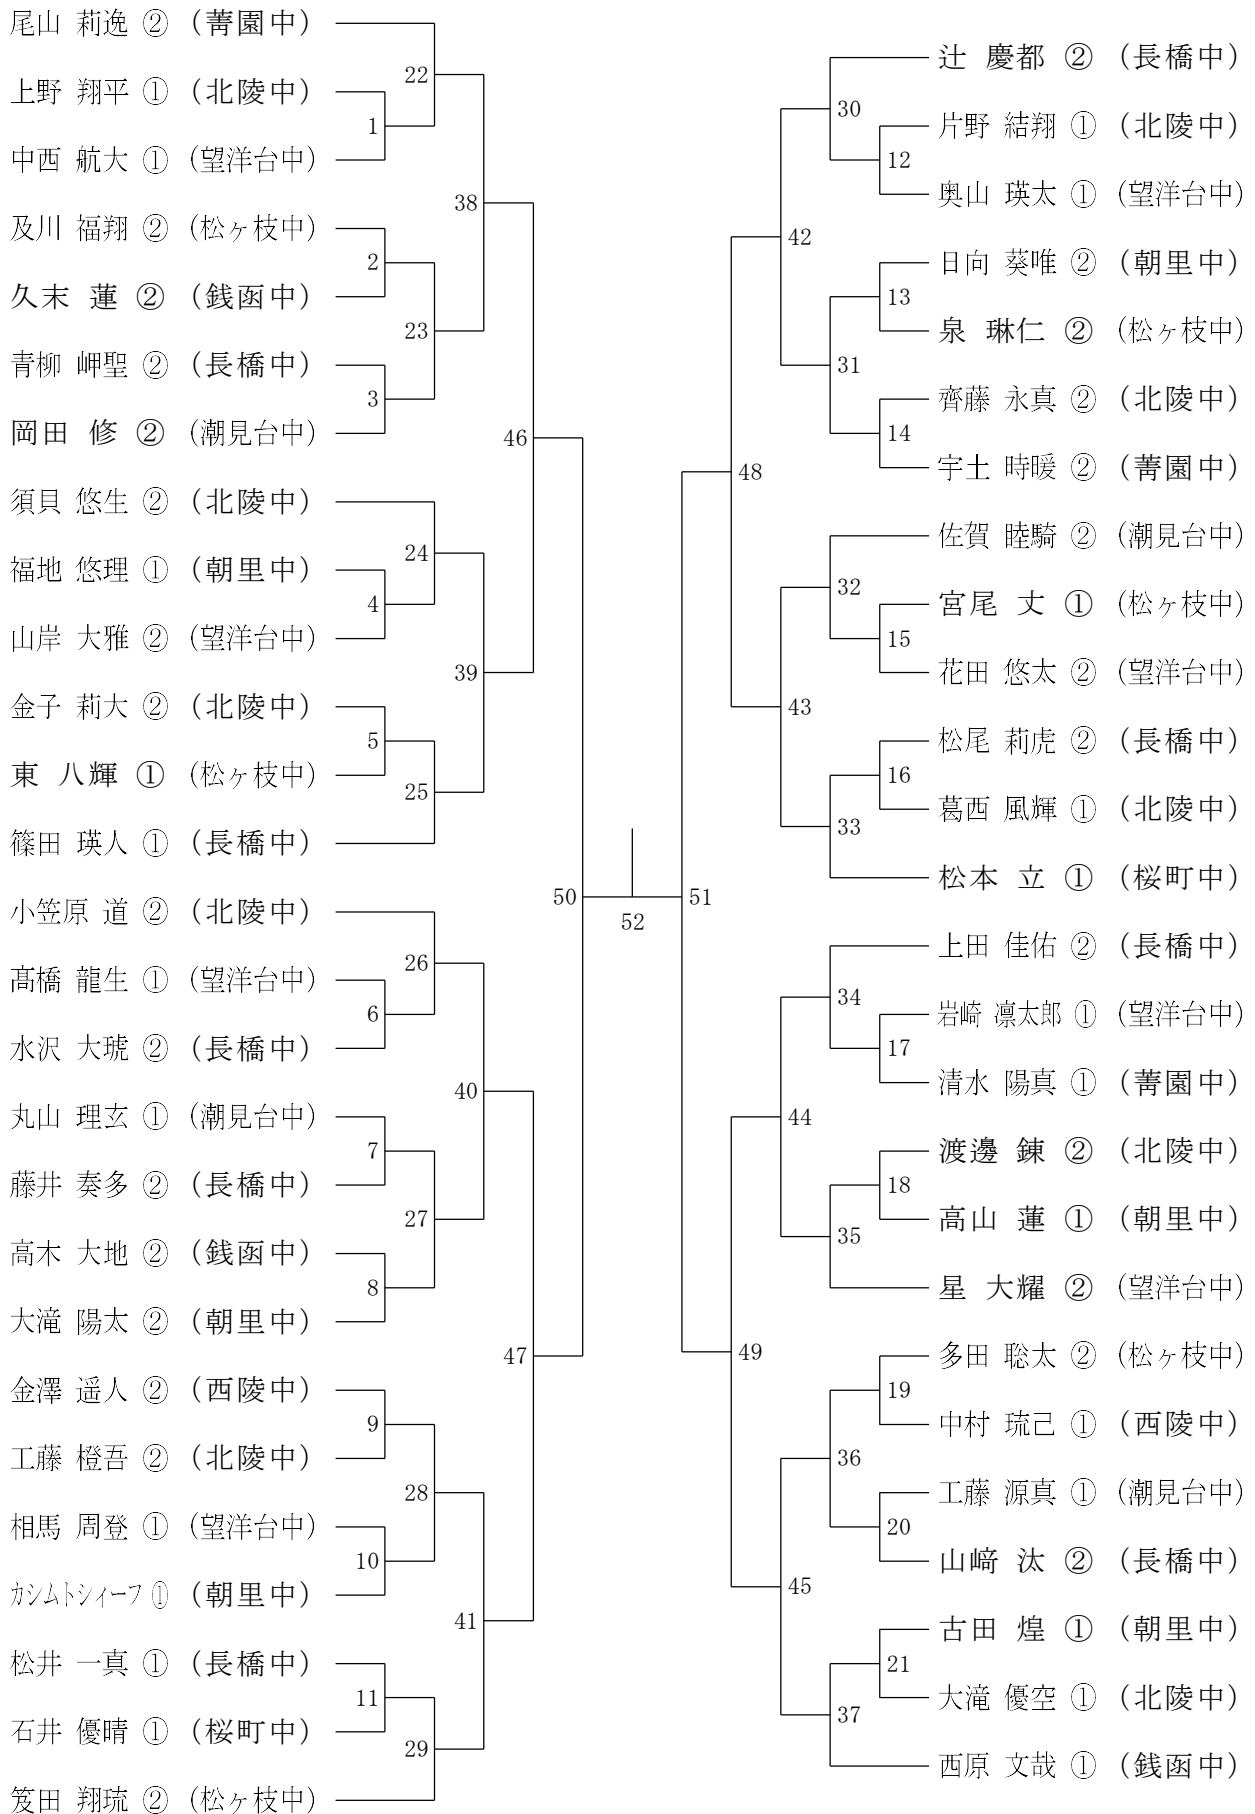 尾山 莉逸 ② (菁園中)
22
上野 翔平 ① (北陵中)
1
中西 航大 ① (望洋台中)
38
及川 福翔 ② (松ヶ枝中)
2
久末 蓮 ② (銭函中)
23
青柳 岬聖 ② (長橋中)
3
岡田 修 ② (潮見台中)
46
須貝 悠生 ② (北陵中)
24
福地 悠理 ① (朝里中)
4
山岸 大雅 ② (望洋台中)
39
金子 莉大 ② (北陵中)
5
東 八輝 ① (松ヶ枝中)
25
篠田 瑛人 ① (長橋中)
50
小笠原 道 ② (北陵中)
26
髙橋 龍生 ① (望洋台中)
6
水沢 大琥 ② (長橋中)
40
丸山 理玄 ① (潮見台中)
7
藤井 奏多 ② (長橋中)
27
高木 大地 ② (銭函中)
8
大滝 陽太 ② (朝里中)
47
金澤 遥人 ② (西陵中)
9
工藤 橙吾 ② (北陵中)
28
相馬 周登 ① (望洋台中)
10
カシムトシィーフ ① (朝里中)
41
松井 一真 ① (長橋中)
11
石井 優晴 ① (桜町中)
29
笈田 翔琉 ② (松ヶ枝中)
52
辻 慶都 ② (長橋中)
30
片野 結翔 ① (北陵中)
12
奥山 瑛太 ① (望洋台中)
42
日向 葵唯 ② (朝里中)
13
泉 琳仁 ② (松ヶ枝中)
31
齊藤 永真 ② (北陵中)
14
宇土 時暖 ② (菁園中)
48
佐賀 睦騎 ② (潮見台中)
32
宮尾 丈 ① (松ヶ枝中)
15
花田 悠太 ② (望洋台中)
43
松尾 莉虎 ② (長橋中)
16
葛西 風輝 ① (北陵中)
33
松本 立 ① (桜町中)
51
上田 佳佑 ② (長橋中)
34
岩崎 凛太郎 ① (望洋台中)
17
清水 陽真 ① (菁園中)
44
渡邊 錬 ② (北陵中)
18
高山 蓮 ① (朝里中)
35
星 大耀 ② (望洋台中)
49
多田 聡太 ② (松ヶ枝中)
19
中村 琉己 ① (西陵中)
36
工藤 源真 ① (潮見台中)
20
山﨑 汰 ② (長橋中)
45
古田 煌 ① (朝里中)
21
大滝 優空 ① (北陵中)
37
西原 文哉 ① (銭函中)